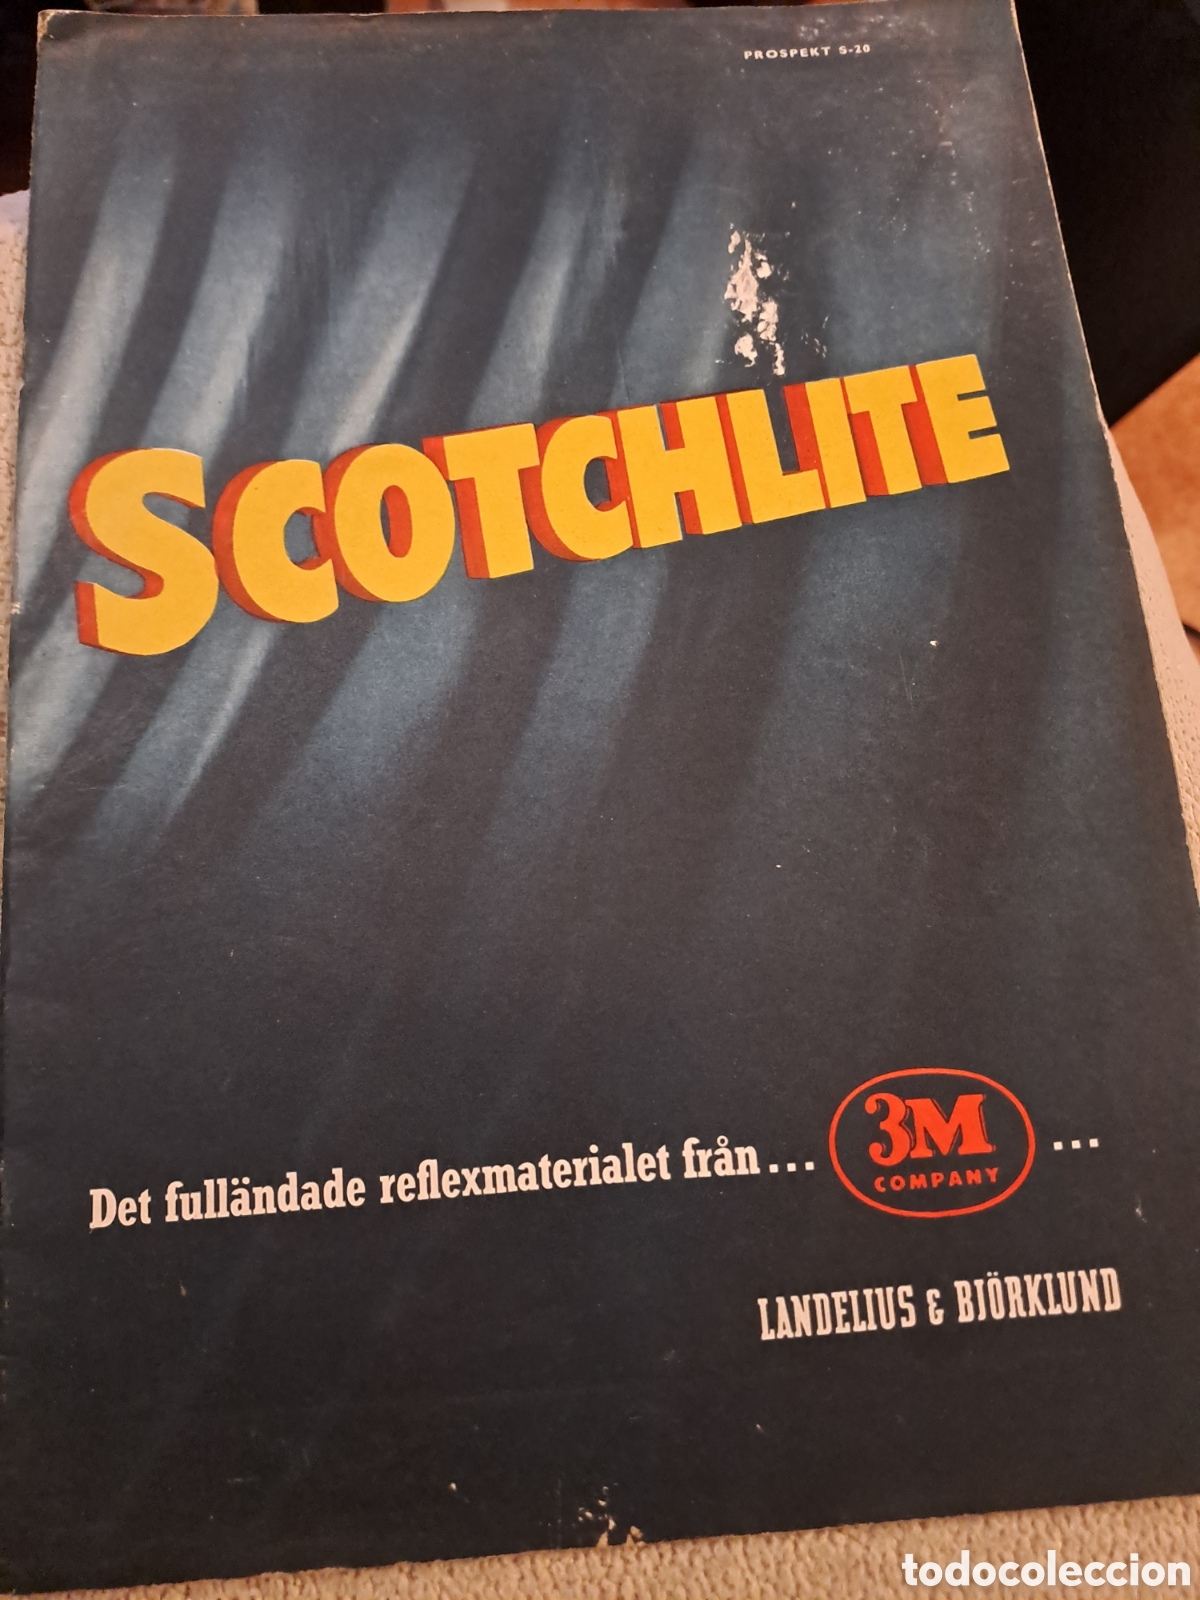 PROSPEKT S-20
SCOTCHLITE
Det fulländade reflexmaterialet från... 3M COMPANY ...
LANDELIUS & BJÖRKLUND
todocoleccion